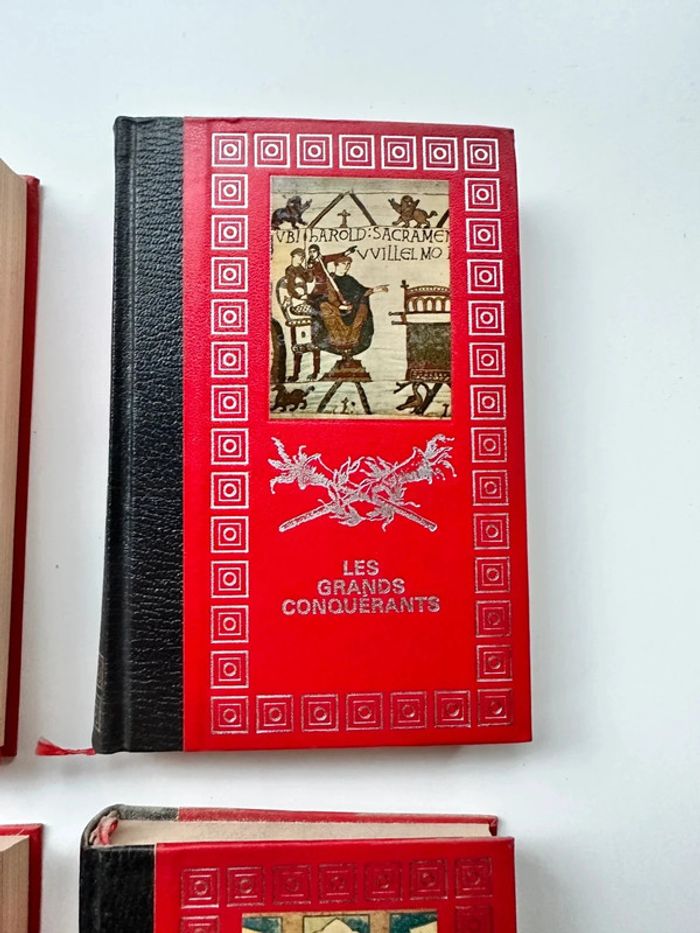 VBI hAROLD: SACRAMEN
VVILLELMO
LES
GRANDS
CONQUÉRANTS